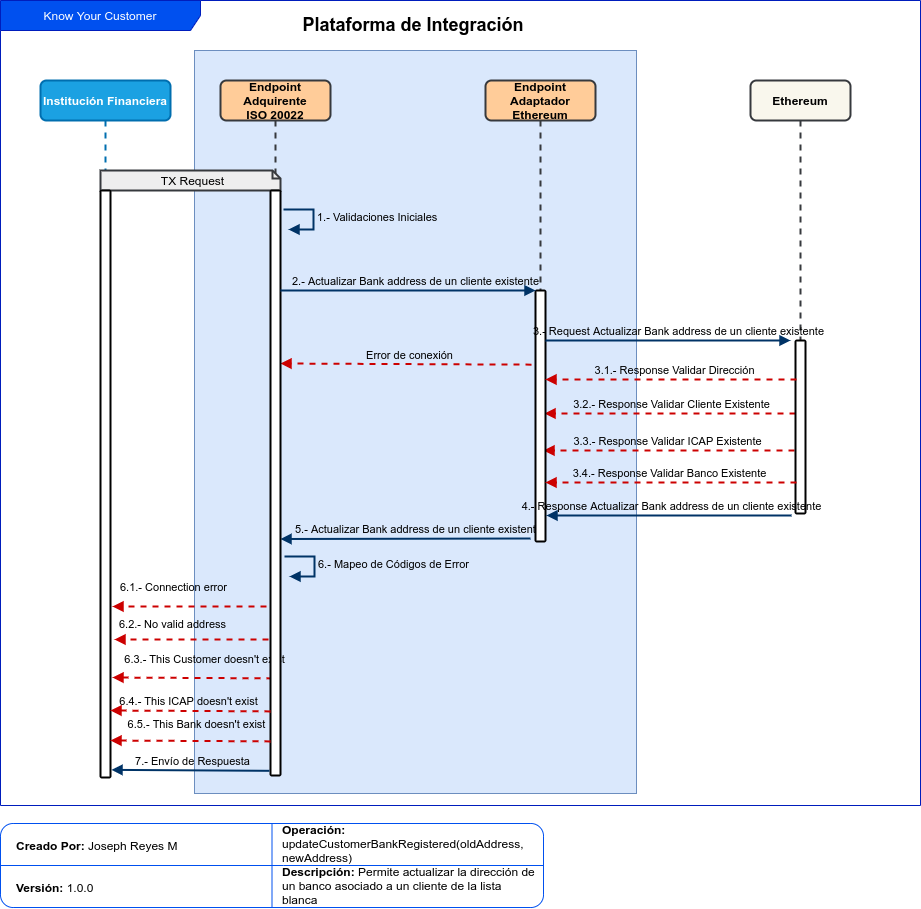 Know Your Customer
Plataforma de Integración
Institución Financiera
Endpoint
Adquirente
ISO 20022
Endpoint
Adaptador
Ethereum
Ethereum
TX Request
1.- Validaciones Iniciales
2.- Actualizar Bank address de un cliente existente
3.- Request Actualizar Bank address de un cliente existente
Error de conexión
3.1.- Response Validar Dirección
3.2.- Response Validar Cliente Existente
3.3.- Response Validar ICAP Existente
3.4.- Response Validar Banco Existente
4.- Response Actualizar Bank address de un cliente existente
5.- Actualizar Bank address de un cliente existent
6.- Mapeo de Códigos de Error
6.1.- Connection error
6.2.- No valid address
6.3.- This Customer doesn't exist
6.4.- This ICAP doesn't exist
6.5.- This Bank doesn't exist
7.- Envío de Respuesta
Creado Por: Joseph Reyes M
Operación:
updateCustomerBankRegistered(oldAddress,
newAddress)
Versión: 1.0.0
Descripción: Permite actualizar la dirección de
un banco asociado a un cliente de la lista
blanca